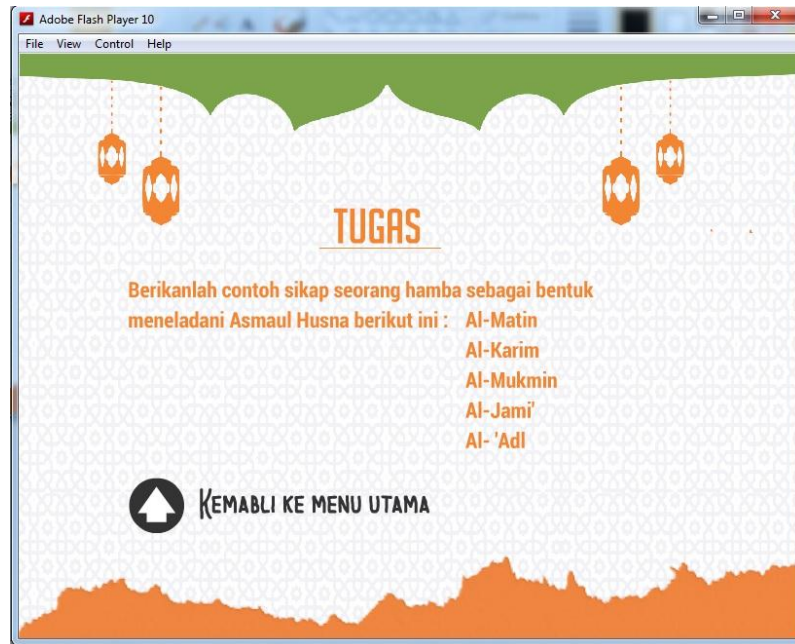 Adobe Flash Player 10
File View Control Help
TUGAS
Berikanlah contoh sikap seorang hamba sebagai bentuk
meneladani Asmaul Husna berikut ini : Al-Matin
Al-Karim
Al-Mukmin
Al-Jami'
Al- 'Adl
KEMABLI KE MENU UTAMA